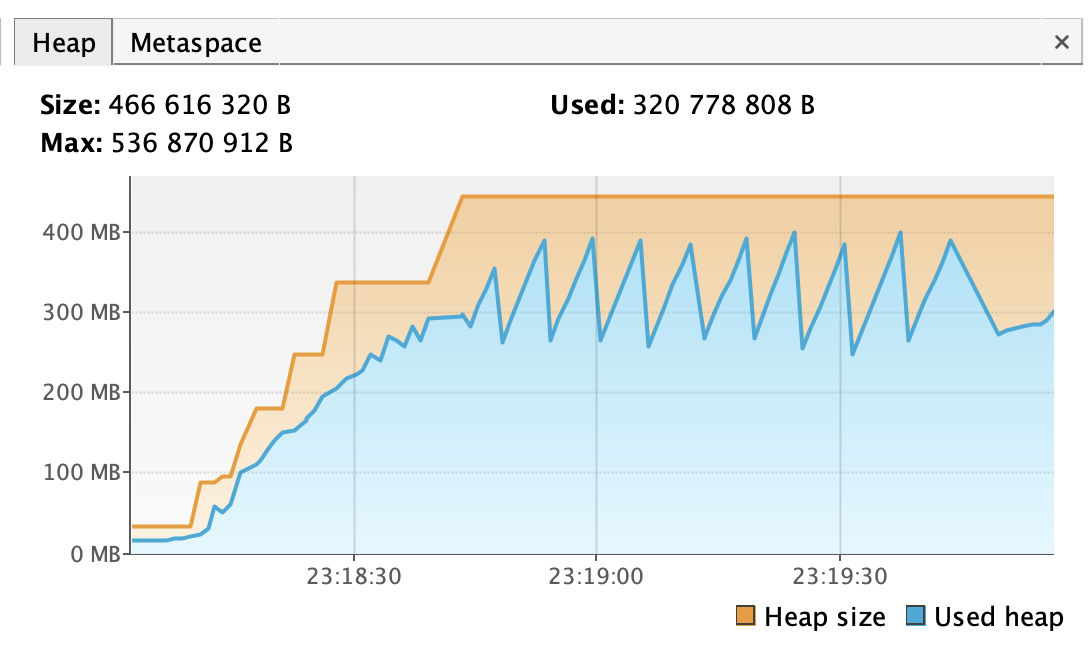 Heap Metaspace ×
Size: 466 616 320 B Used: 320 778 808 B
Max: 536 870 912 B
400 MB
300 MB
200 MB
100 MB
0 MB
23:18:30 23:19:00 23:19:30
Heap size Used heap